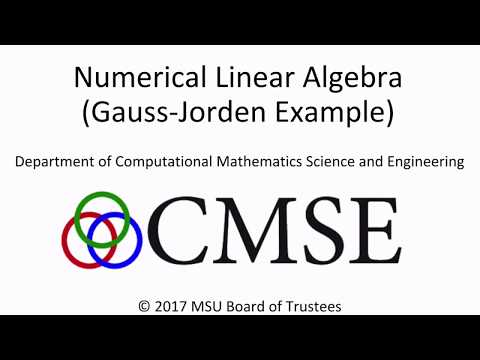 Numerical Linear Algebra
(Gauss-Jorden Example)
Department of Computational Mathematics Science and Engineering
CMSE
© 2017 MSU Board of Trustees